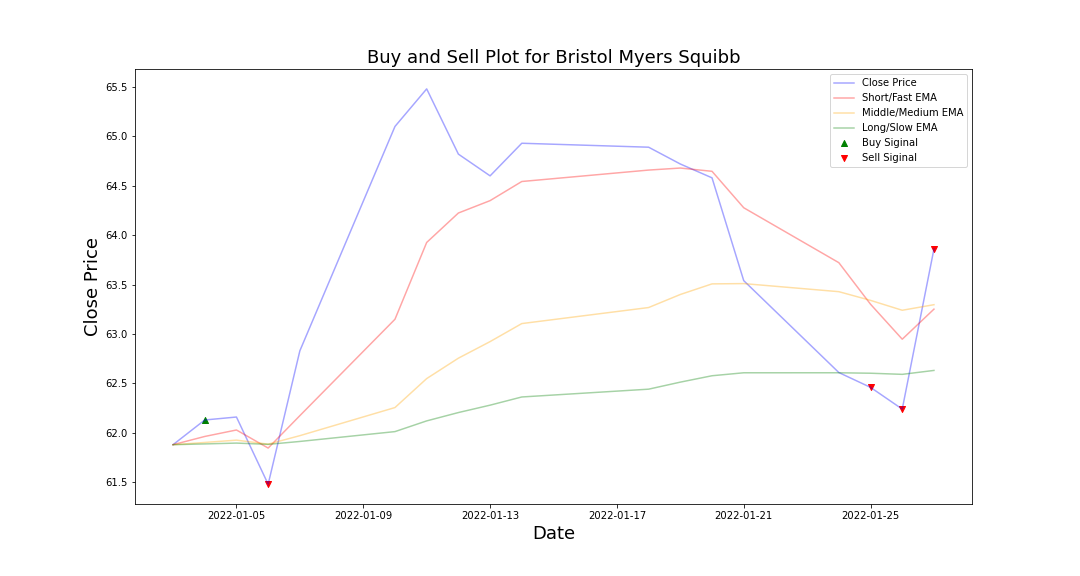 Buy and Sell Plot for Bristol Myers Squibb
Close Price
65.5
65.0
64.5
64.0
63.5
63.0
62.5
62.0
61.5
Close Price
Short/Fast EMA
Middle/Medium EMA
Long/Slow EMA
Buy Siginal
Sell Siginal
2022-01-05
2022-01-09
2022-01-13
2022-01-17
2022-01-21
2022-01-25
Date